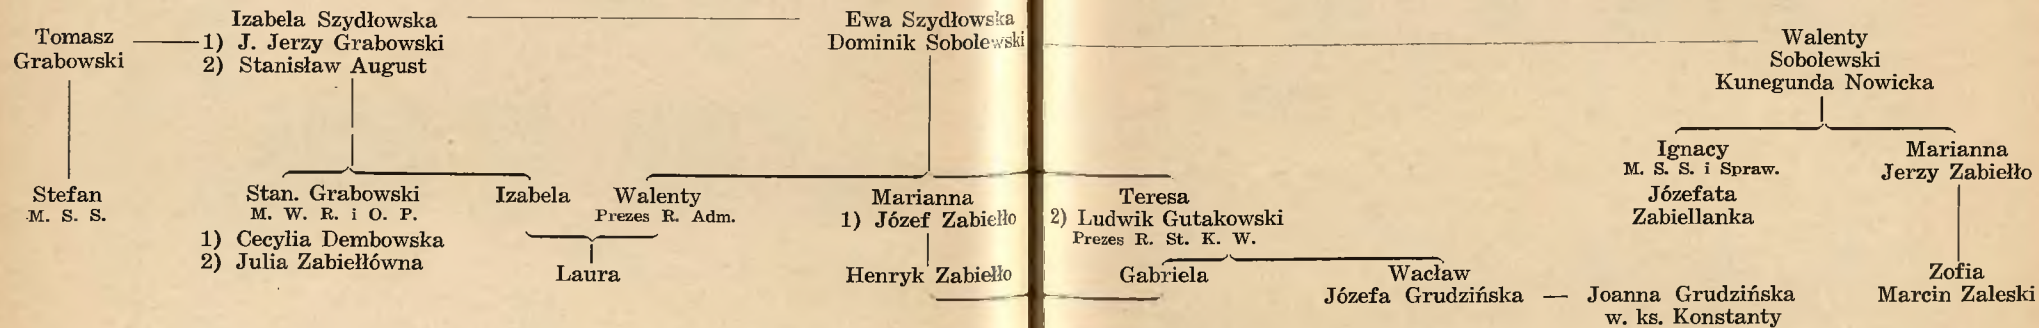 Izabela Szydłowska
1) J. Jerzy Grabowski
2) Stanisław August
Tomasz
Grabowski
Ewa Szydłowska
Dominik Sobolewski
Walenty
Sobolewski
Kunegunda Nowicka
Stefan
M. S. S.
Stan. Grabowski
M. W. R. i O. P.
1) Cecylia Dembowska
2) Julia Zabiełłówna
Izabela
Walenty
Prezes R. Adm.
Laura
Marianna
1) Józef Zabiełło
Henryk Zabiełło
Teresa
2) Ludwik Gutakowski
Prezes R. St. K. W.
Gabriela
Wacław
Józefa Grudzińska — Joanna Grudzińska
w. ks. Konstanty
Ignacy
M. S. S. i Spraw.
Józefata
Zabiellanka
Marianna
Jerzy Zabiełło
Zofia
Marcin Zaleski